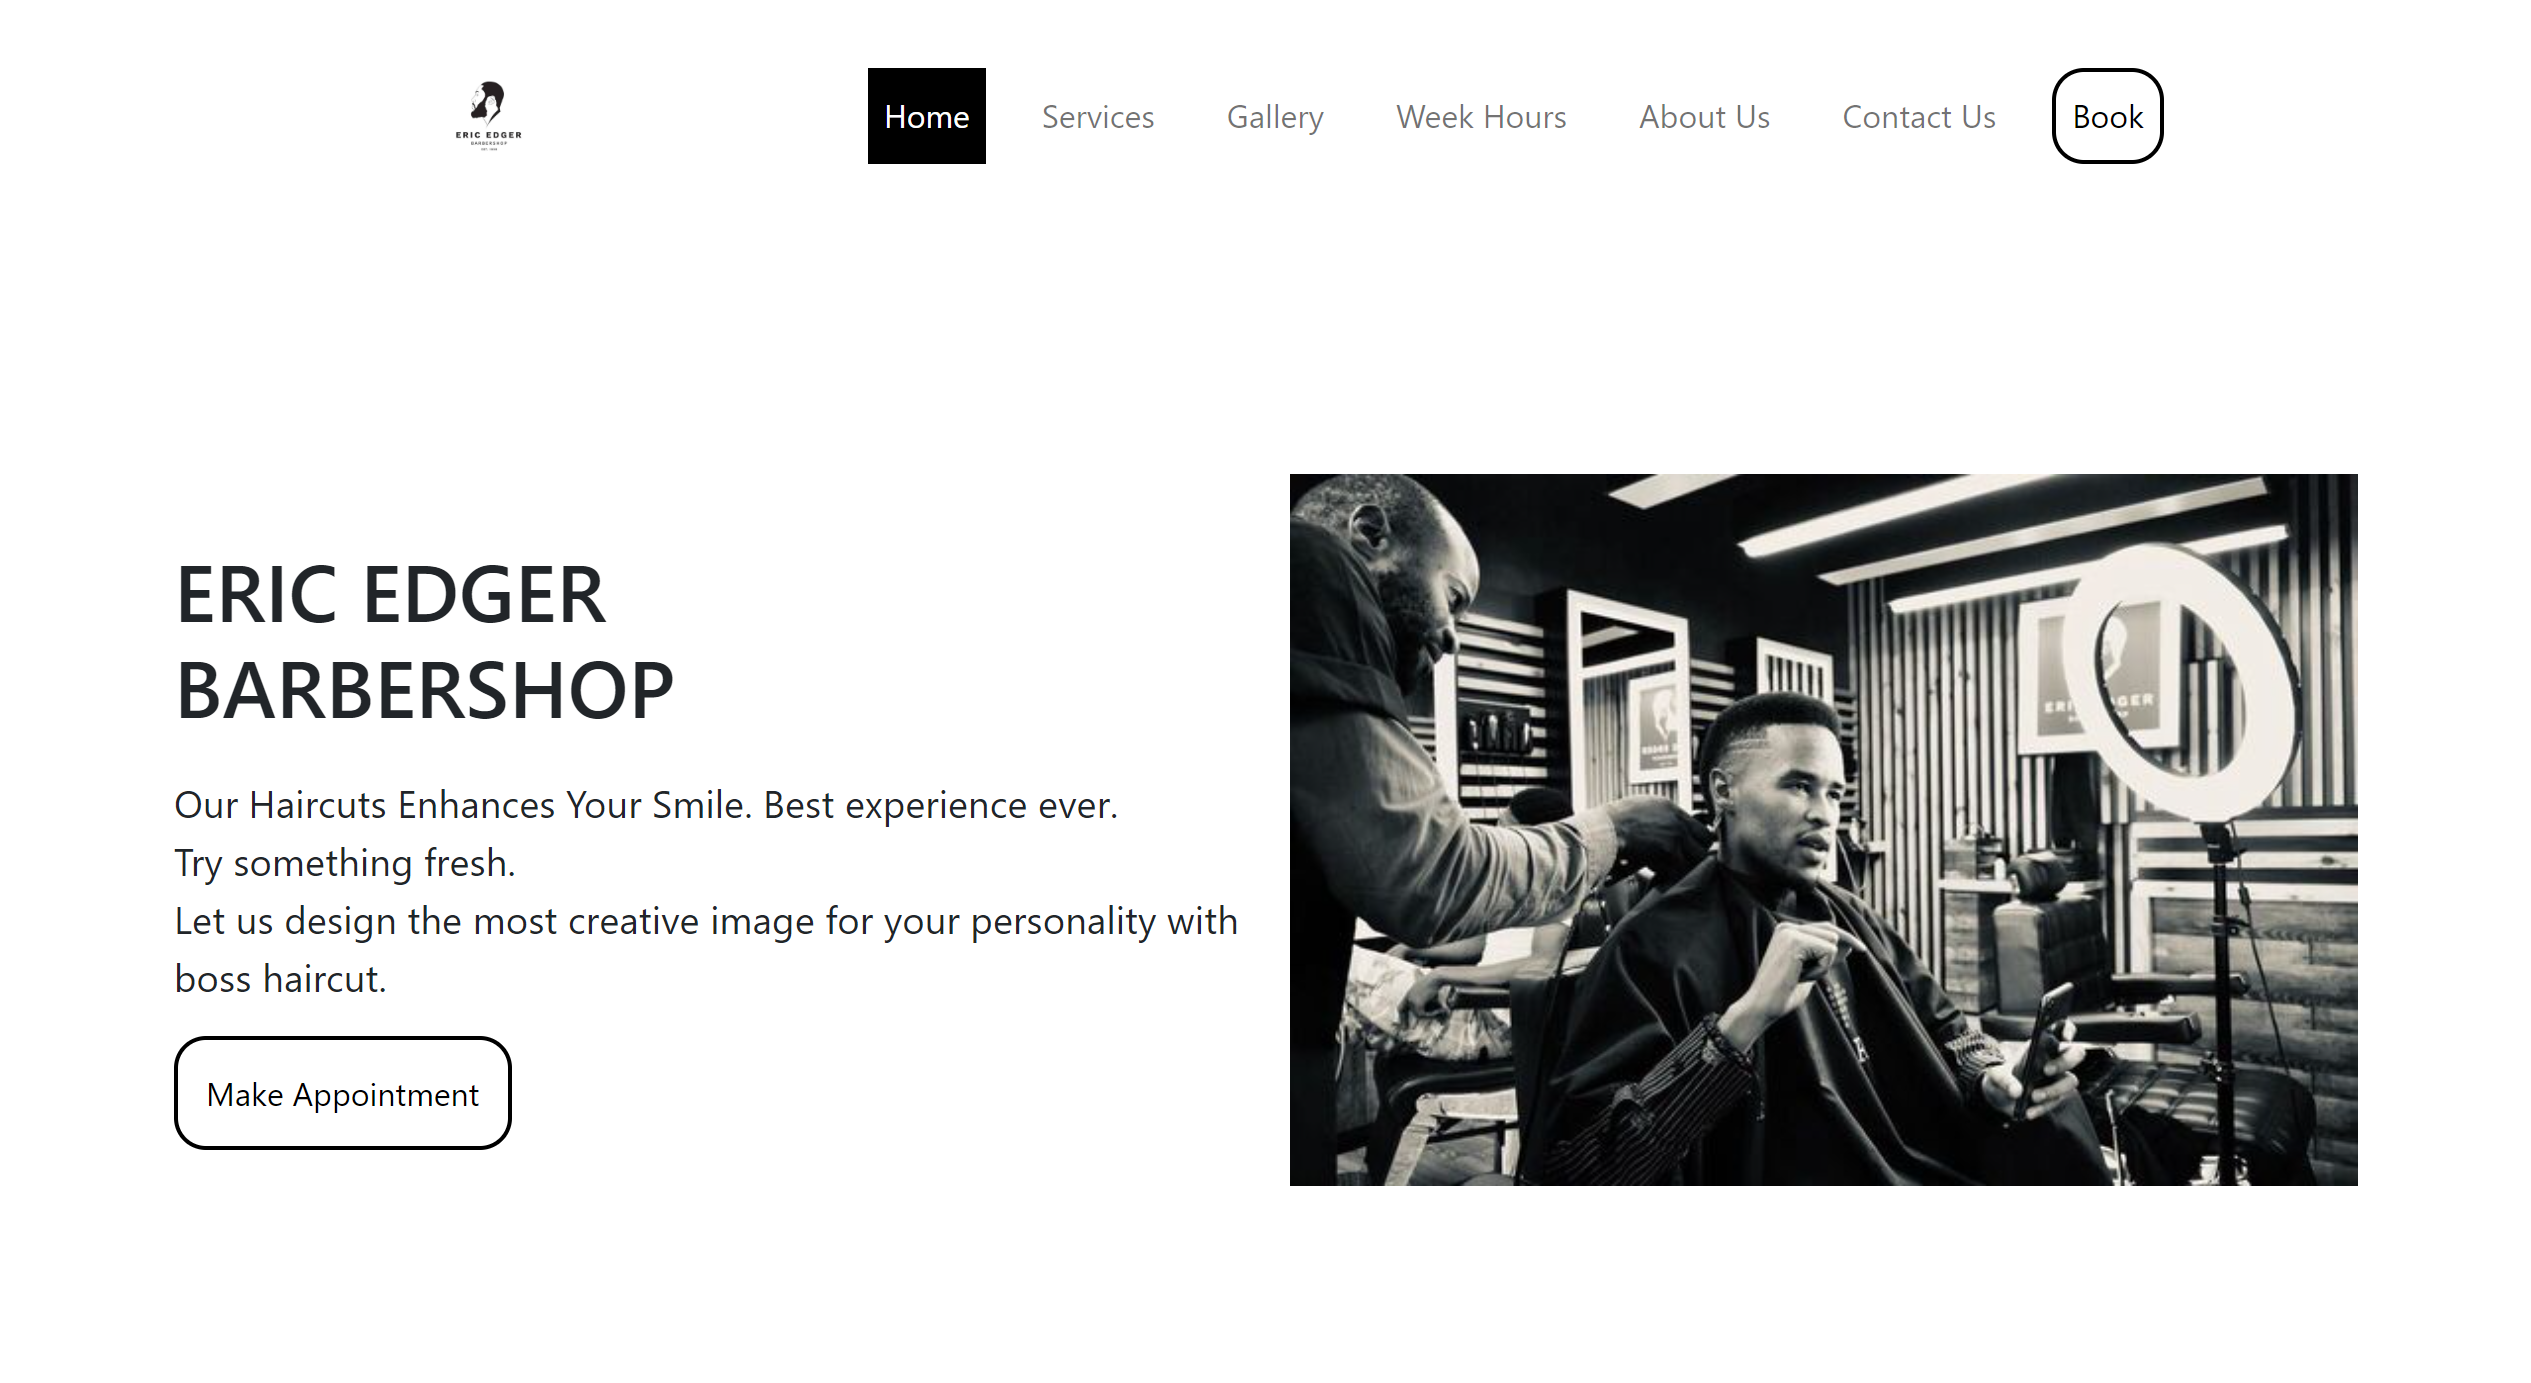 ERIC EDGER
BARBERSHOP
EST. 1998
Home
Services
Gallery
Week Hours
About Us
Contact Us
Book
ERIC EDGER
BARBERSHOP
Our Haircuts Enhances Your Smile. Best experience ever.
Try something fresh.
Let us design the most creative image for your personality with
boss haircut.
Make Appointment